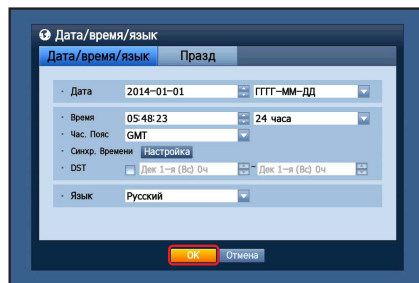 Дата/время/язык
Дата/время/язык Празд
· Дата 2014-01-01 ГГГГ-ММ-ДД
· Время 05:48:23 24 часа
· Час. Пояс GMT
· Синхр. Времени Настройка
· DST Дек 1-я (Вс) 0ч - Дек 1-я (Вс) 0ч
· Язык Русский
OK Отмена